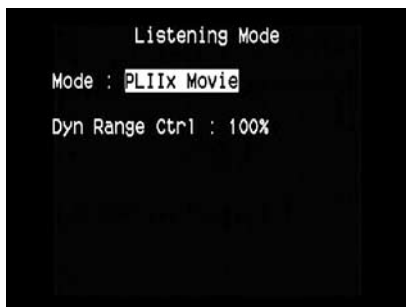 Listening Mode
Mode : PLIIx Movie
Dyn Range Ctrl : 100%